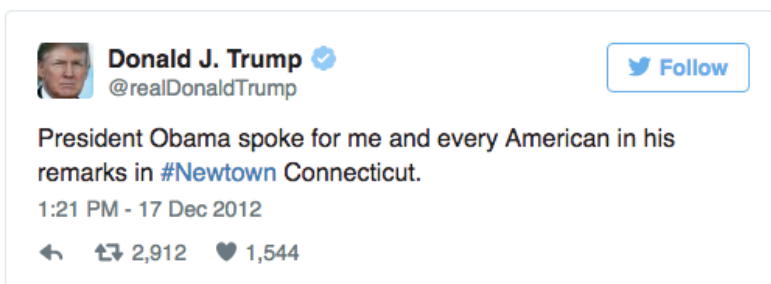 Donald J. Trump
Follow
@realDonaldTrump
President Obama spoke for me and every American in his
remarks in #Newtown Connecticut.
1:21 PM - 17 Dec 2012
2,912 1,544